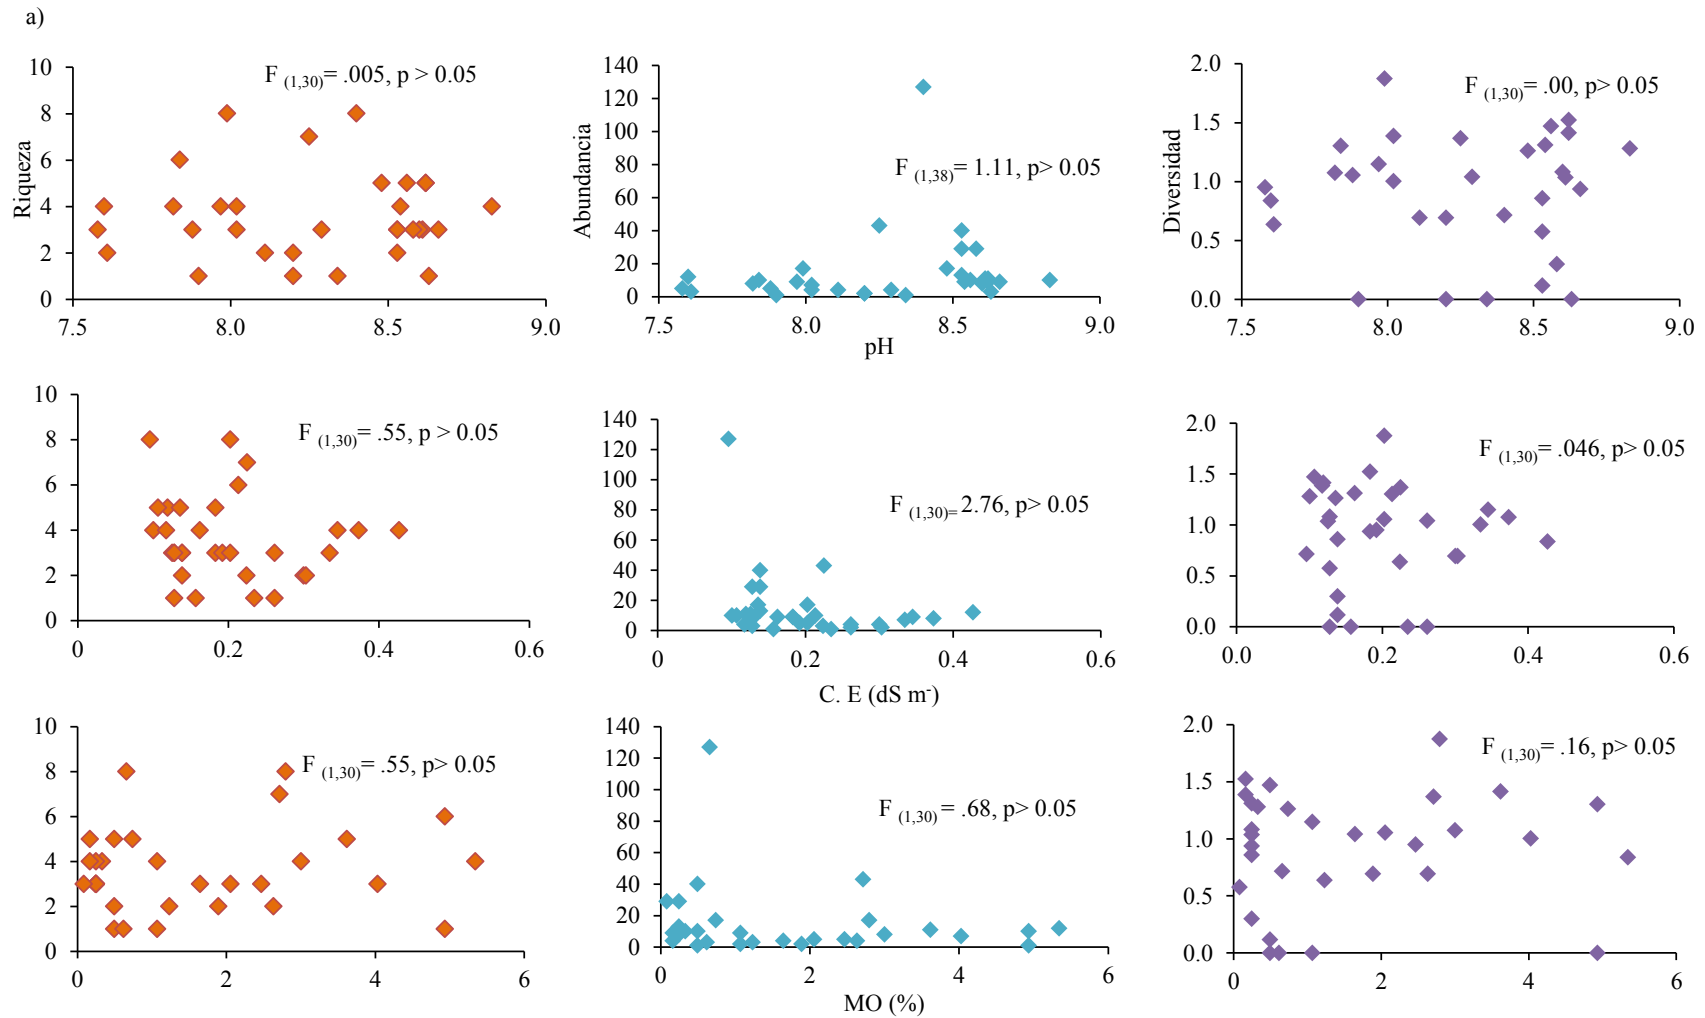 a)
Riqueza
10
8
6
4
2
0
7.5 8.0 8.5 9.0
F (1,30)= .005, p > 0.05
Abundancia
140
120
100
80
60
40
20
0
7.5 8.0 8.5 9.0
F (1,38)= 1.11, p> 0.05
pH
Diversidad
2.0
1.5
1.0
0.5
0.0
7.5 8.0 8.5 9.0
F (1,30)= .00, p> 0.05
10
8
6
4
2
0
0 0.2 0.4 0.6
F (1,30)= .55, p > 0.05
140
120
100
80
60
40
20
0
0 0.2 0.4 0.6
F (1,30)= 2.76, p> 0.05
C. E (dS m-)
2.0
1.5
1.0
0.5
0.0
0.0 0.2 0.4 0.6
F (1,30)= .046, p> 0.05
10
8
6
4
2
0
0 2 4 6
F (1,30)= .55, p> 0.05
140
120
100
80
60
40
20
0
0 2 4 6
F (1,30) = .68, p> 0.05
MO (%)
2.0
1.5
1.0
0.5
0.0
0 2 4 6
F (1,30) = .16, p> 0.05